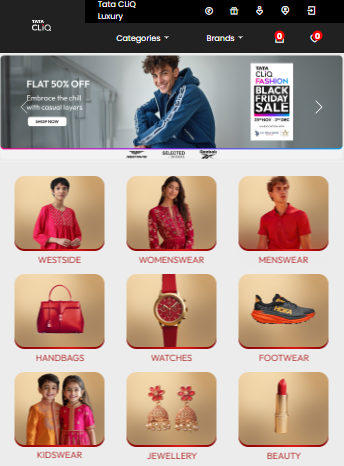 Tata CLiQ
Luxury
TATA
CLiQ
Categories
Brands
0
0
FLAT 50% OFF
Embrace the chill
with casual layers
SHOP NOW
TATA
CLiQ
FASHION
BLACK
FRIDAY
SALE
SELECTED
Reebok
WESTSIDE
WOMENSWEAR
MENSWEAR
HOKA
HANDBAGS
WATCHES
FOOTWEAR
KIDSWEAR
JEWELLERY
BEAUTY